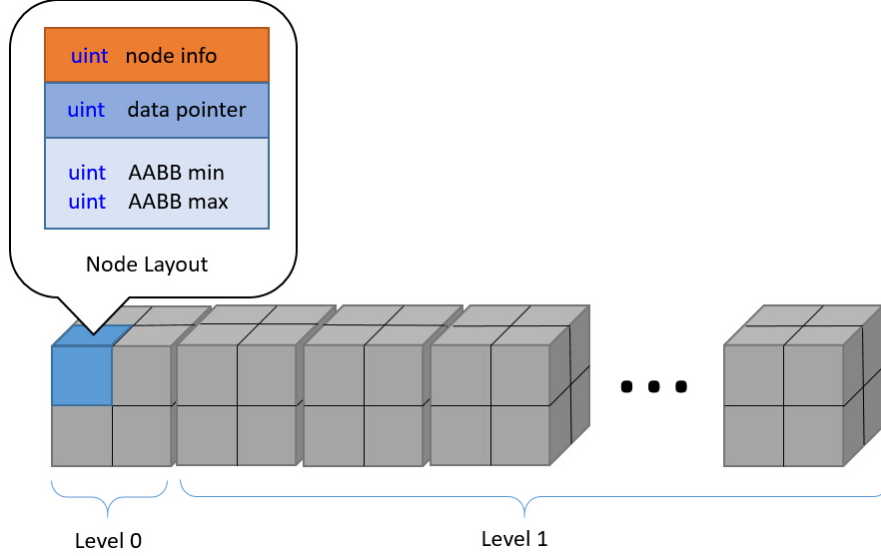 uint node info
uint data pointer
uint AABB min
uint AABB max
Node Layout
Level 0
Level 1